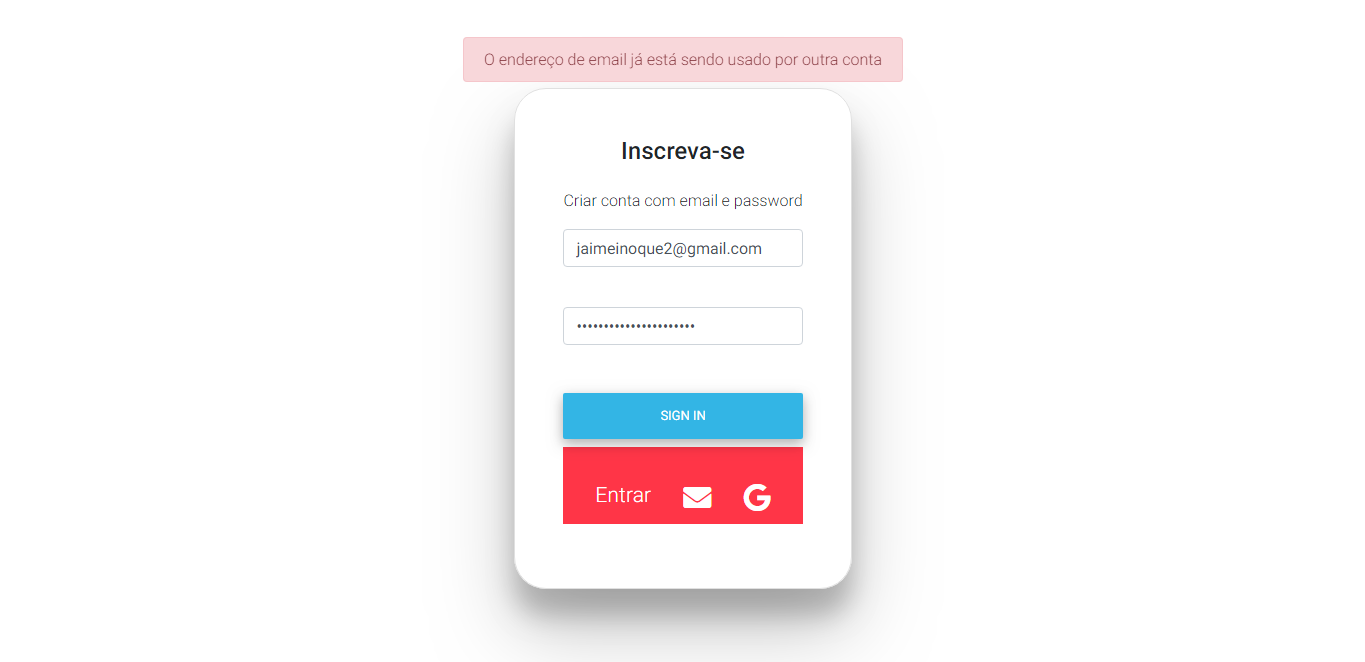 O endereço de email já está sendo usado por outra conta
Inscreva-se
Criar conta com email e password
jaimeinoque2@gmail.com
••••••••••••••••••••••
SIGN IN
Entrar